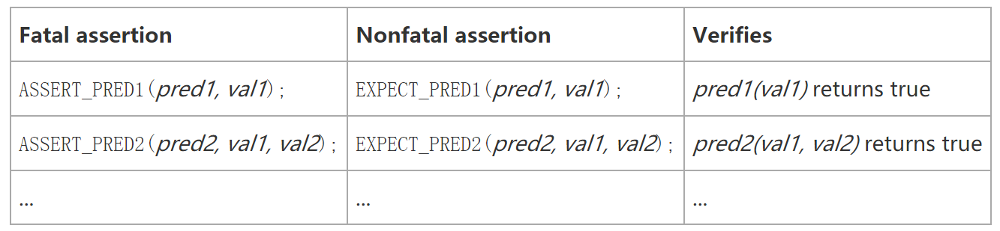 Fatal assertion Nonfatal assertion Verifies
ASSERT_PRED1(pred1, val1); EXPECT_PRED1(pred1, val1); pred1(val1) returns true
ASSERT_PRED2(pred2, val1, val2); EXPECT_PRED2(pred2, val1, val2); pred2(val1, val2) returns true
... ... ...